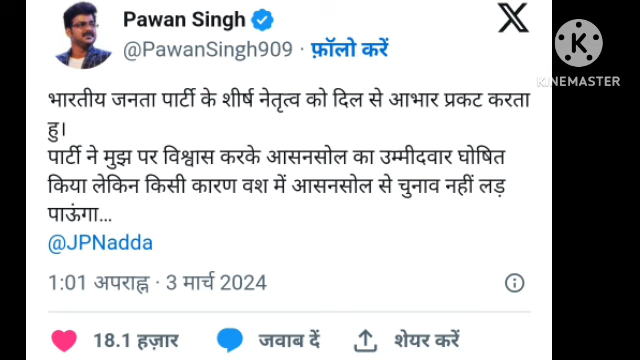 Pawan Singh
@PawanSingh909 · फ़ॉलो करें
भारतीय जनता पार्टी के शीर्ष नेतृत्व को दिल से आभार प्रकट करता
हु।
पार्टी ने मुझ पर विश्वास करके आसनसोल का उम्मीदवार घोषित
किया लेकिन किसी कारण वश में आसनसोल से चुनाव नहीं लड़
पाऊंगा...
@JPNadda
1:01 अपराह्न · 3 मार्च 2024
18.1 हज़ार जवाब दें शेयर करें
KINEMASTER